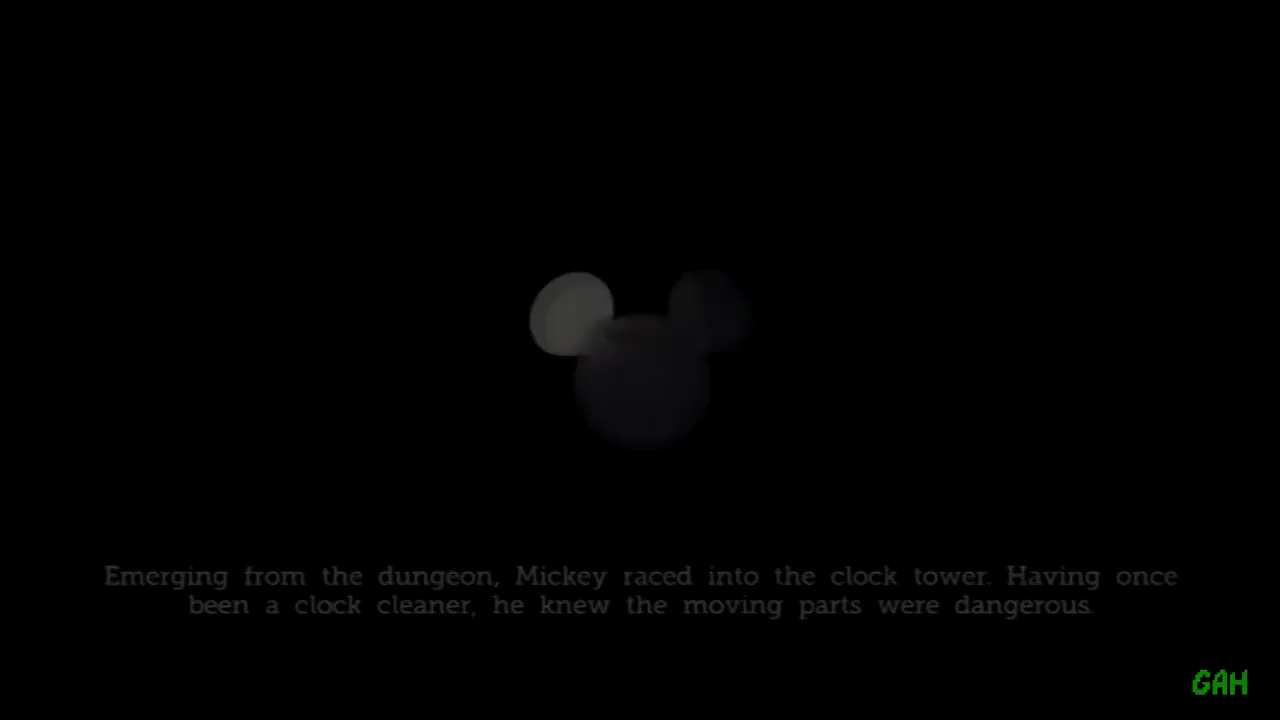 Emerging from the dungeon, Mickey raced into the clock tower. Having once
been a clock cleaner, he knew the moving parts were dangerous.
GAH